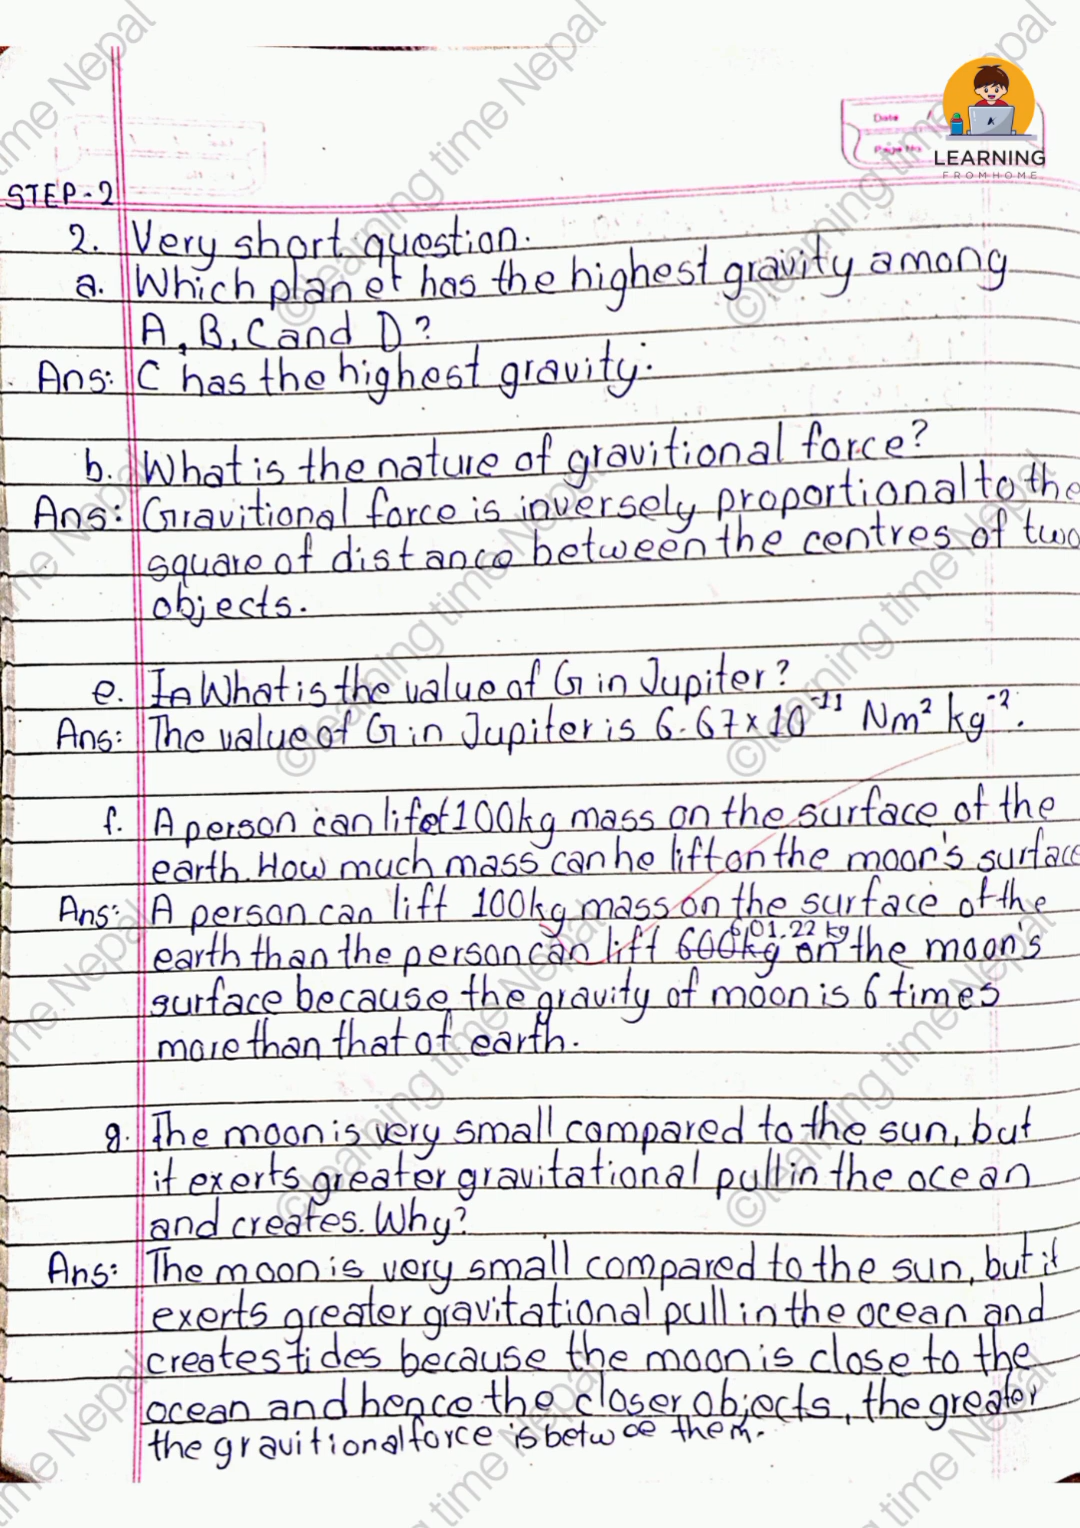 Date
Page No
LEARNING
FROMHOME
STEP-2
2. Very short question.
a. Which planet has the highest gravity among
A, B, C and D?
Ans: C has the highest gravity.
b. What is the nature of gravitional force?
Ans: Gravitional force is inversely proportional to the
square of distance between the centres of two
objects.
e. In What is the value of G in Jupiter?
Ans: The value of G in Jupiter is 6.67×10⁻¹¹ Nm² kg⁻².
f. A person can lifet 100kg mass on the surface of the
earth. How much mass can he lift on the moon's surface
Ans: A person can lift 100kg mass on the surface of the
601.22 kg
earth than the person can lift 600kg on the moon's
surface because the gravity of moon is 6 times
more than that of earth.
g. The moon is very small compared to the sun, but
it exerts greater gravitational pull in the ocean
and creates. Why?
Ans: The moon is very small compared to the sun, but it
exerts greater gravitational pull in the ocean and
creates tides because the moon is close to the
ocean and hence the closer objects, the greater
the gravitional force is betwoe them.
©learning time Nepal